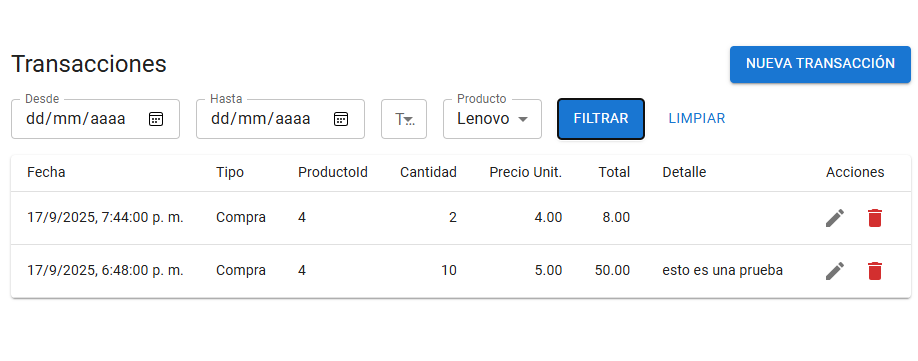 Transacciones
NUEVA TRANSACCIÓN
Desde
Hasta
Producto
dd/mm/aaaa
dd/mm/aaaa
T...
Lenovo
FILTRAR
LIMPIAR
Fecha Tipo ProductoId Cantidad Precio Unit. Total Detalle Acciones
17/9/2025, 7:44:00 p. m. Compra 4 2 4.00 8.00
17/9/2025, 6:48:00 p. m. Compra 4 10 5.00 50.00 esto es una prueba